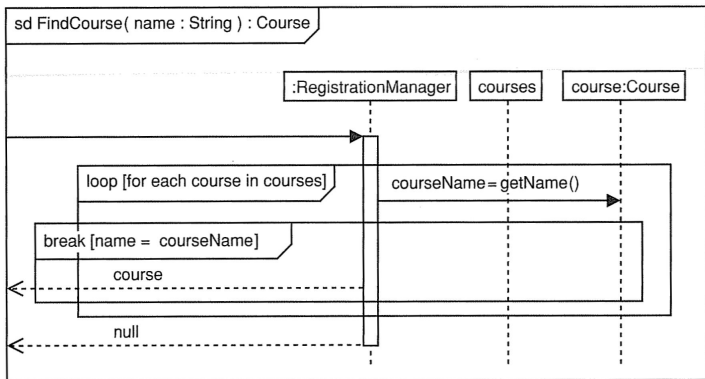 sd FindCourse( name : String ) : Course
:RegistrationManager
courses
course:Course
loop [for each course in courses]
courseName= getName()
break [name = courseName]
course
null